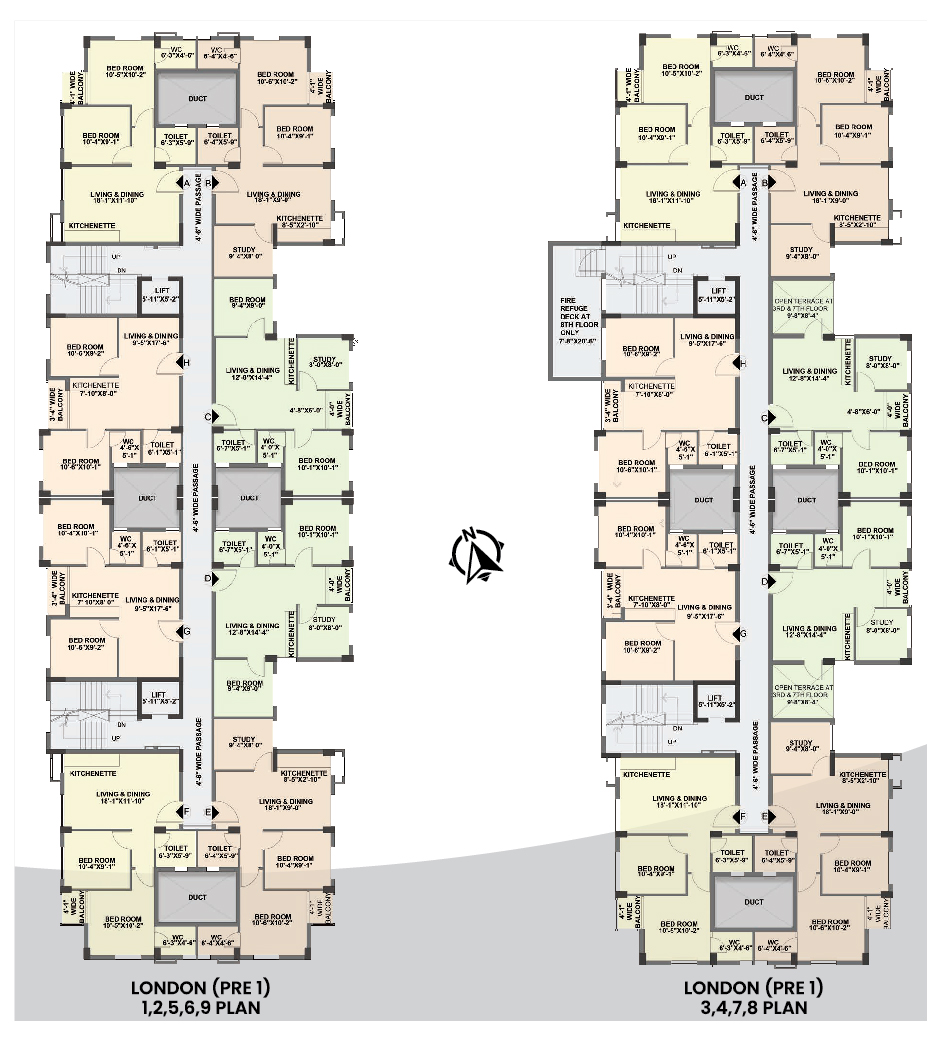 WC
6'-3"X4'-6"
WC
6'-4"X4'-6"
BED ROOM
10'-5"X10'-2"
BED ROOM
10'-6"X10'-2"
4'-1" WIDE
BALCONY
4'-1"
WIDE
BALCONY
DUCT
BED ROOM
10'-4"X9'-1"
TOILET
6'-3"X5'-9"
TOILET
6'-4"X5'-9"
BED ROOM
10'-4"X9'-1"
LIVING & DINING
18'-1"X11'-10"
A
B
LIVING & DINING
18'-1"X9'-0"
KITCHENETTE
KITCHENETTE
8'-5"X2'-10"
4'-6" WIDE PASSAGE
STUDY
9'-4"X8'-0"
UP
DN
LIFT
5'-11"X5'-2"
BED ROOM
9'-4"X9'-0"
BED ROOM
10'-6"X9'-2"
LIVING & DINING
9'-5"X17'-6"
H
KITCHENETTE
7'-10"X8'-0"
3'-4" WIDE
BALCONY
LIVING & DINING
12'-8"X14'-4"
KITCHENETTE
STUDY
8'-0"X8'-0"
4'-8"X6'-0"
4'-0"
WIDE
BALCONY
C
BED ROOM
10'-8"X10'-1"
WC
4'-6"X
5'-1"
TOILET
6'-1"X5'-1"
TOILET
6'-7"X5'-1"
WC
4'-0"X
5'-1"
BED ROOM
10'-1"X10'-1"
DUCT
4'-6" WIDE PASSAGE
DUCT
BED ROOM
10'-4"X10'-1"
WC
4'-6"X
5'-1"
TOILET
6'-1"X5'-1"
TOILET
6'-7"X5'-1"
WC
4'-0"X
5'-1"
BED ROOM
10'-1"X10'-1"
3'-4" WIDE
BALCONY
KITCHENETTE
7'-10"X8'-0"
LIVING & DINING
9'-5"X17'-6"
D
4'-0"
WIDE
BALCONY
G
BED ROOM
10'-6"X9'-2"
LIVING & DINING
12'-8"X14'-4"
KITCHENETTE
STUDY
8'-0"X8'-0"
BED ROOM
9'-4"X9'-0"
LIFT
5'-11"X5'-2"
DN
UP
STUDY
9'-4"X8'-0"
4'-6" WIDE PASSAGE
KITCHENETTE
KITCHENETTE
8'-5"X2'-10"
LIVING & DINING
18'-1"X11'-10"
LIVING & DINING
18'-1"X9'-0"
F
E
BED ROOM
10'-4"X9'-1"
TOILET
6'-3"X5'-9"
TOILET
6'-4"X5'-9"
BED ROOM
10'-4"X9'-1"
DUCT
4'-1"
WIDE
BALCONY
4'-1"
WIDE
BALCONY
BED ROOM
10'-5"X10'-2"
BED ROOM
10'-6"X10'-2"
WC
6'-3"X4'-6"
WC
6'-4"X4'-6"
LONDON (PRE 1)
1,2,5,6,9 PLAN
N
WC
6'-3"X4'-6"
WC
6'-4"X4'-6"
BED ROOM
10'-5"X10'-2"
BED ROOM
10'-6"X10'-2"
4'-1" WIDE
BALCONY
4'-1"
WIDE
BALCONY
DUCT
BED ROOM
10'-4"X9'-1"
TOILET
6'-3"X5'-9"
TOILET
6'-4"X5'-9"
BED ROOM
10'-4"X9'-1"
LIVING & DINING
18'-1"X11'-10"
A
B
LIVING & DINING
18'-1"X9'-0"
KITCHENETTE
KITCHENETTE
8'-5"X2'-10"
4'-6" WIDE PASSAGE
STUDY
9'-4"X8'-0"
UP
DN
LIFT
5'-11"X5'-2"
OPEN TERRACE AT
3RD & 7TH FLOOR
9'-8"X8'-4"
FIRE
REFUGE
DECK AT
8TH FLOOR
ONLY
7'-8"X20'-6"
BED ROOM
10'-6"X9'-2"
LIVING & DINING
9'-5"X17'-6"
H
KITCHENETTE
7'-10"X8'-0"
3'-4" WIDE
BALCONY
LIVING & DINING
12'-8"X14'-4"
KITCHENETTE
STUDY
8'-0"X8'-0"
4'-8"X6'-0"
4'-0"
WIDE
BALCONY
C
BED ROOM
10'-8"X10'-1"
WC
4'-6"X
5'-1"
TOILET
6'-1"X5'-1"
TOILET
6'-7"X5'-1"
WC
4'-0"X
5'-1"
BED ROOM
10'-1"X10'-1"
DUCT
4'-6" WIDE PASSAGE
DUCT
BED ROOM
10'-1"X10'-1"
WC
4'-6"X
5'-1"
TOILET
6'-1"X5'-1"
TOILET
6'-7"X5'-1"
WC
4'-0"X
5'-1"
BED ROOM
10'-1"X10'-1"
3'-4" WIDE
BALCONY
KITCHENETTE
7'-10"X8'-0"
LIVING & DINING
9'-5"X17'-6"
D
4'-0"
WIDE
BALCONY
G
BED ROOM
10'-6"X9'-2"
LIVING & DINING
12'-8"X14'-4"
KITCHENETTE
STUDY
8'-0"X8'-0"
OPEN TERRACE AT
3RD & 7TH FLOOR
9'-8"X8'-4"
LIFT
5'-11"X5'-2"
DN
UP
STUDY
9'-4"X8'-0"
4'-6" WIDE PASSAGE
KITCHENETTE
KITCHENETTE
8'-5"X2'-10"
LIVING & DINING
18'-1"X11'-10"
LIVING & DINING
18'-1"X9'-0"
F
E
BED ROOM
10'-4"X9'-1"
TOILET
6'-3"X5'-9"
TOILET
6'-4"X5'-9"
BED ROOM
10'-4"X9'-1"
DUCT
4'-1"
WIDE
BALCONY
4'-1"
WIDE
BALCONY
BED ROOM
10'-5"X10'-2"
BED ROOM
10'-6"X10'-2"
WC
6'-3"X4'-6"
WC
6'-4"X4'-6"
LONDON (PRE 1)
3,4,7,8 PLAN